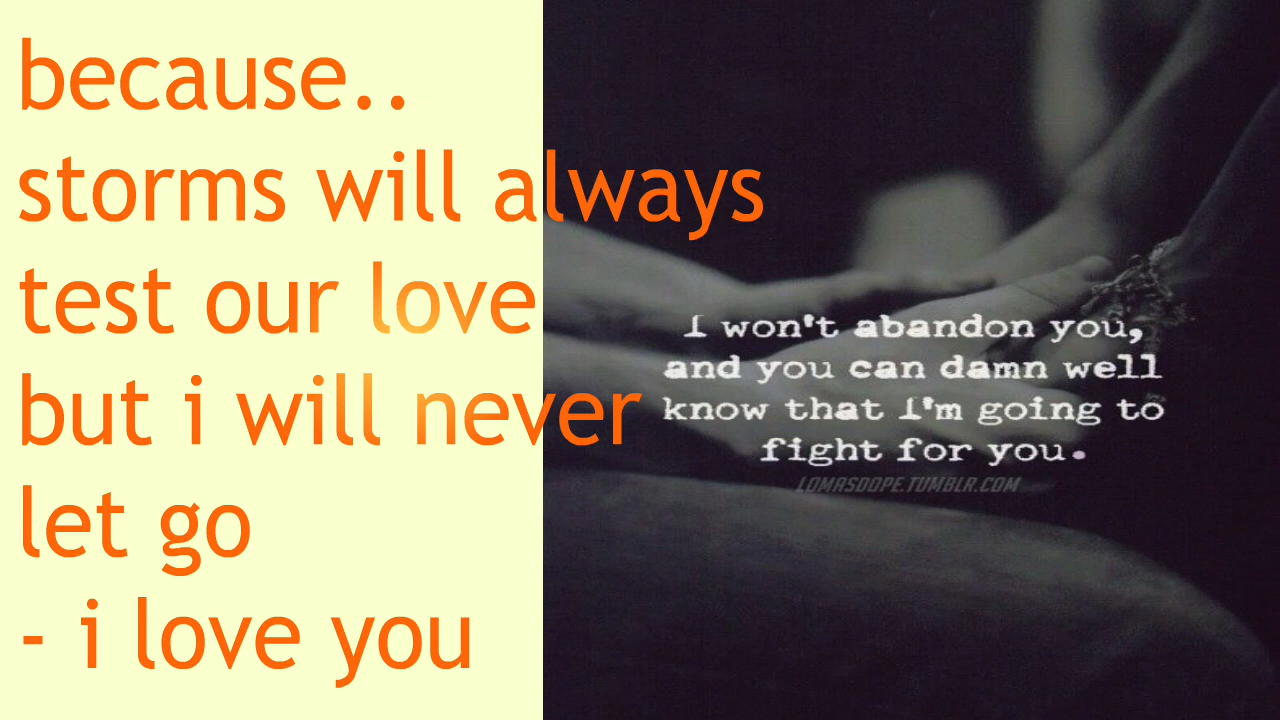 because..
storms will always
test our love
but i will never
let go
- i love you
I won't abandon you,
and you can damn well
know that I'm going to
fight for you.
LOMASDOPE.TUMBLR.COM